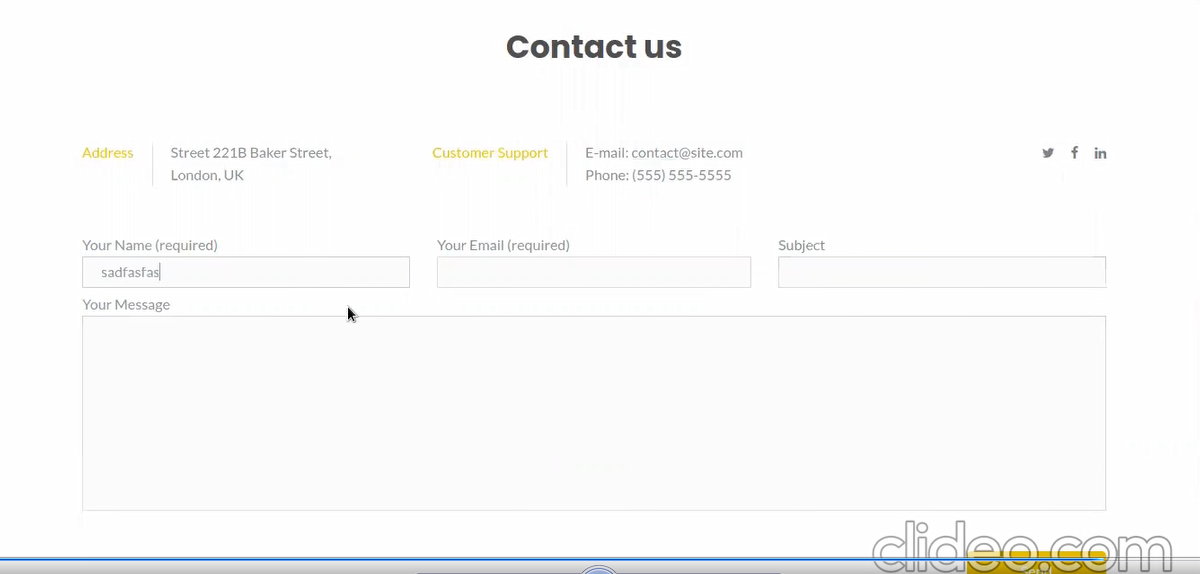 Contact us
Address
Street 221B Baker Street,
London, UK
Customer Support
E-mail: contact@site.com
Phone: (555) 555-5555
Your Name (required)
Your Email (required)
Subject
sadfasfas
Your Message
clideo.com